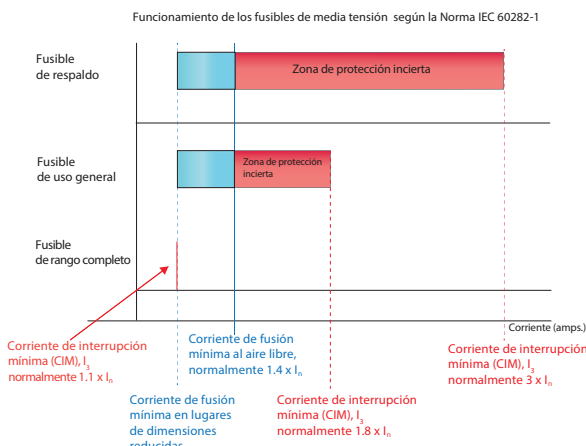 Funcionamiento de los fusibles de media tensión según la Norma IEC 60282-1
Fusible
de respaldo
Zona de protección incierta
Fusible
de uso general
Zona de protección
incierta
Fusible
de rango completo
Corriente (amps.)
Corriente de interrupción
mínima (CIM), I₃
normalmente 1.1 x Iₙ
Corriente de fusión
mínima al aire libre,
normalmente 1.4 x Iₙ
Corriente de interrupción
mínima (CIM), I₃
normalmente 3 x Iₙ
Corriente de fusión
mínima en lugares
de dimensiones
reducidas
Corriente de interrupción
mínima (CIM), I₃
normalmente 1.8 x Iₙ